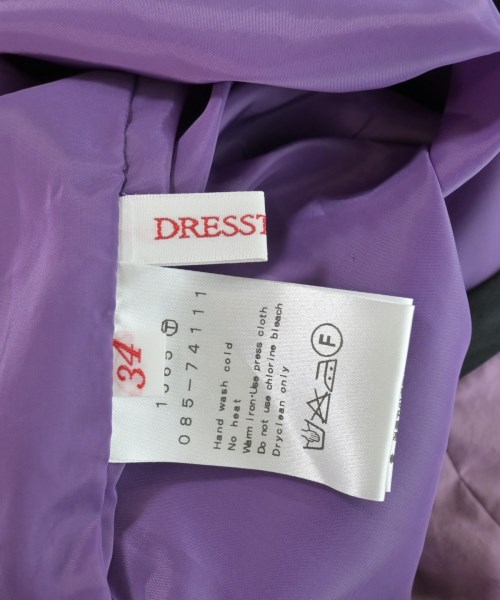 DRESST
34
1565 T
085-74111
Hand wash cold
No heat
Warm iron·Use press cloth
Do not use chlorine bleach
Dryclean only
F